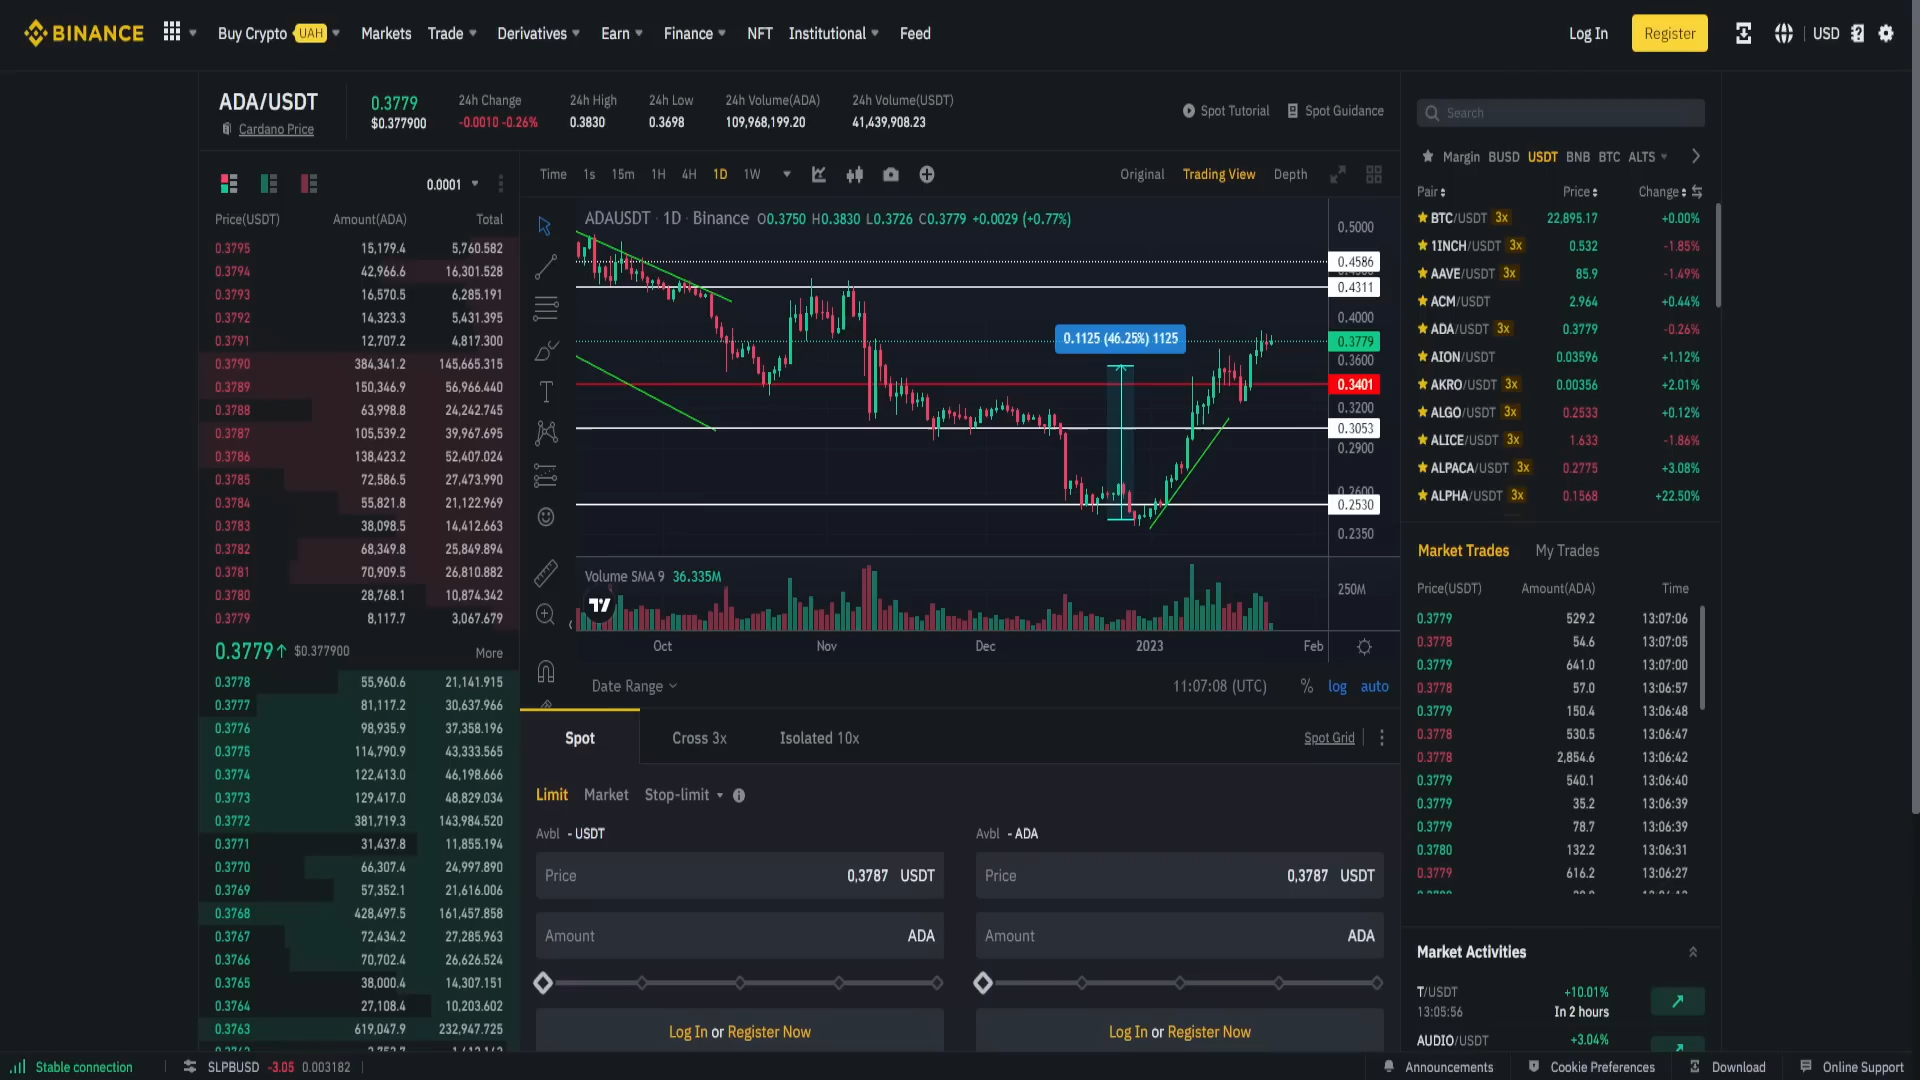 BINANCE
Buy Crypto UAH Markets Trade Derivatives Earn Finance NFT Institutional Feed
Log In Register USD
ADA/USDT
Cardano Price
0.3779
$0.377900
24h Change
-0.0010 -0.26%
24h High
0.3830
24h Low
0.3698
24h Volume(ADA)
109,968,199.20
24h Volume(USDT)
41,439,908.23
Spot Tutorial Spot Guidance
0.0001
Price(USDT) Amount(ADA) Total
0.3795 15,179.4 5,760.582
0.3794 42,966.6 16,301.528
0.3793 16,570.5 6,285.191
0.3792 14,323.3 5,431.395
0.3791 12,707.2 4,817.300
0.3790 384,341.2 145,665.315
0.3789 150,346.9 56,966.440
0.3788 63,998.8 24,242.745
0.3787 105,539.2 39,967.695
0.3786 138,423.2 52,407.024
0.3785 72,586.5 27,473.990
0.3784 55,821.8 21,122.969
0.3783 38,098.5 14,412.663
0.3782 68,349.8 25,849.894
0.3781 70,909.5 26,810.882
0.3780 28,768.1 10,874.342
0.3779 8,117.7 3,067.679
0.3779↑ $0.377900 More
0.3778 55,960.6 21,141.915
0.3777 81,117.2 30,637.966
0.3776 98,935.9 37,358.196
0.3775 114,790.9 43,333.565
0.3774 122,413.0 46,198.666
0.3773 129,417.0 48,829.034
0.3772 381,719.3 143,984.520
0.3771 31,437.8 11,855.194
0.3770 66,307.4 24,997.890
0.3769 57,352.1 21,616.006
0.3768 428,497.5 161,457.858
0.3767 72,434.2 27,285.963
0.3766 70,702.4 26,626.524
0.3765 38,000.4 14,307.151
0.3764 27,108.4 10,203.602
0.3763 619,047.9 232,947.725
Time 1s 15m 1H 4H 1D 1W
Original Trading View Depth
ADAUSDT · 1D · Binance O0.3750 H0.3830 L0.3726 C0.3779 +0.0029 (+0.77%)
0.1125 (46.25%) 1125
0.5000
0.4586
0.4311
0.4000
0.3779
0.3600
0.3401
0.3200
0.3053
0.2900
0.2600
0.2530
0.2350
Volume SMA 9 36.335M
250M
Oct Nov Dec 2023 Feb
Date Range
11:07:08 (UTC) % log auto
Spot Cross 3x Isolated 10x
Spot Grid
Limit Market Stop-limit
Avbl - USDT
Price 0,3787 USDT
Amount ADA
Log In or Register Now
Avbl - ADA
Price 0,3787 USDT
Amount ADA
Log In or Register Now
Search
Margin BUSD USDT BNB BTC ALTS
Pair Price Change
BTC/USDT 3x 22,895.17 +0.00%
1INCH/USDT 3x 0.532 -1.85%
AAVE/USDT 3x 85.9 -1.49%
ACM/USDT 2.964 +0.44%
ADA/USDT 3x 0.3779 -0.26%
AION/USDT 0.03596 +1.12%
AKRO/USDT 3x 0.00356 +2.01%
ALGO/USDT 3x 0.2533 +0.12%
ALICE/USDT 3x 1.633 -1.86%
ALPACA/USDT 3x 0.2775 +3.08%
ALPHA/USDT 3x 0.1568 +22.50%
Market Trades My Trades
Price(USDT) Amount(ADA) Time
0.3779 529.2 13:07:06
0.3778 54.6 13:07:05
0.3779 641.0 13:07:00
0.3778 57.0 13:06:57
0.3779 150.4 13:06:48
0.3778 530.5 13:06:47
0.3778 2,854.6 13:06:42
0.3779 540.1 13:06:40
0.3779 35.2 13:06:39
0.3779 78.7 13:06:39
0.3780 132.2 13:06:31
0.3779 616.2 13:06:27
Market Activities
T/USDT +10.01%
13:05:56 In 2 hours
AUDIO/USDT +3.04%
Stable connection
SLPBUSD -3.05 0.003182
Announcements Cookie Preferences Download Online Support